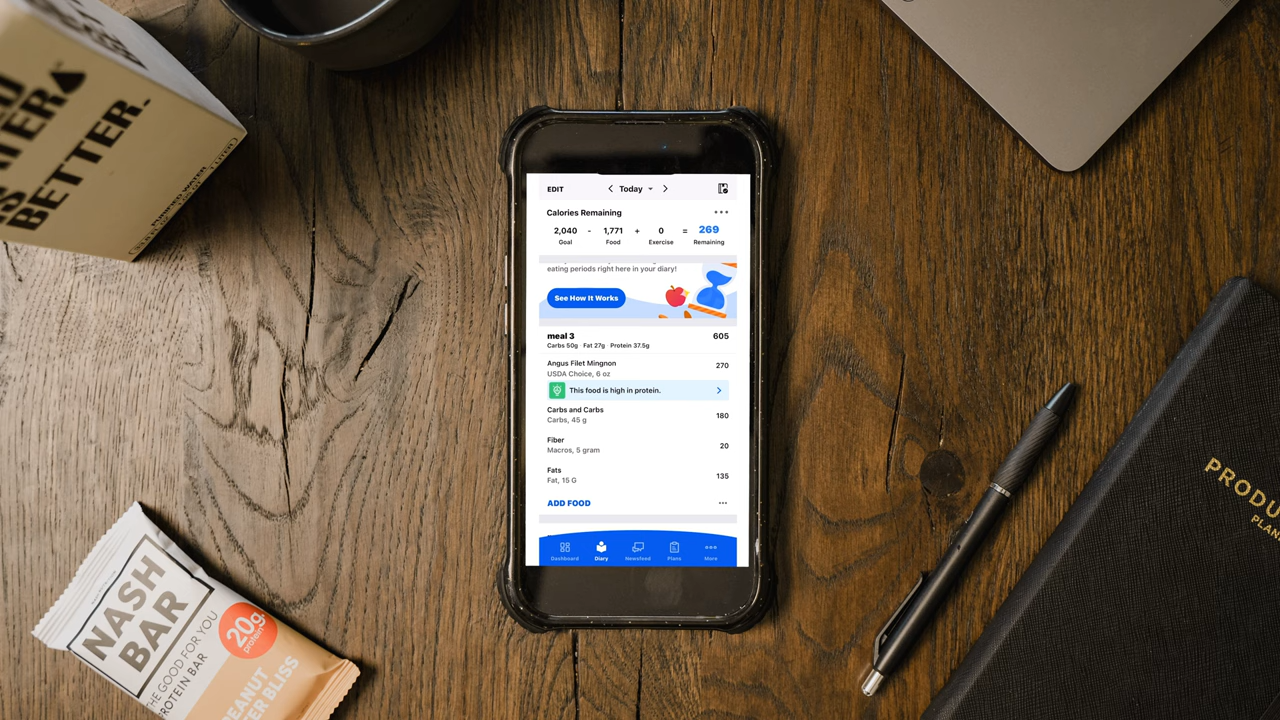 BETTER.
EDIT
Today
Calories Remaining
2,040 - 1,771 + 0 = 269
Goal Food Exercise Remaining
eating periods right here in your diary!
See How It Works
meal 3 605
Carbs 50g · Fat 27g · Protein 37.5g
Angus Filet Mingnon 270
USDA Choice, 6 oz
This food is high in protein.
Carbs and Carbs 180
Carbs, 45 g
Fiber 20
Macros, 5 gram
Fats 135
Fat, 15 G
ADD FOOD
Dashboard Diary Newsfeed Plans More
NASH
BAR
THE GOOD FOR YOU
PROTEIN BAR
20g
protein
BLISS